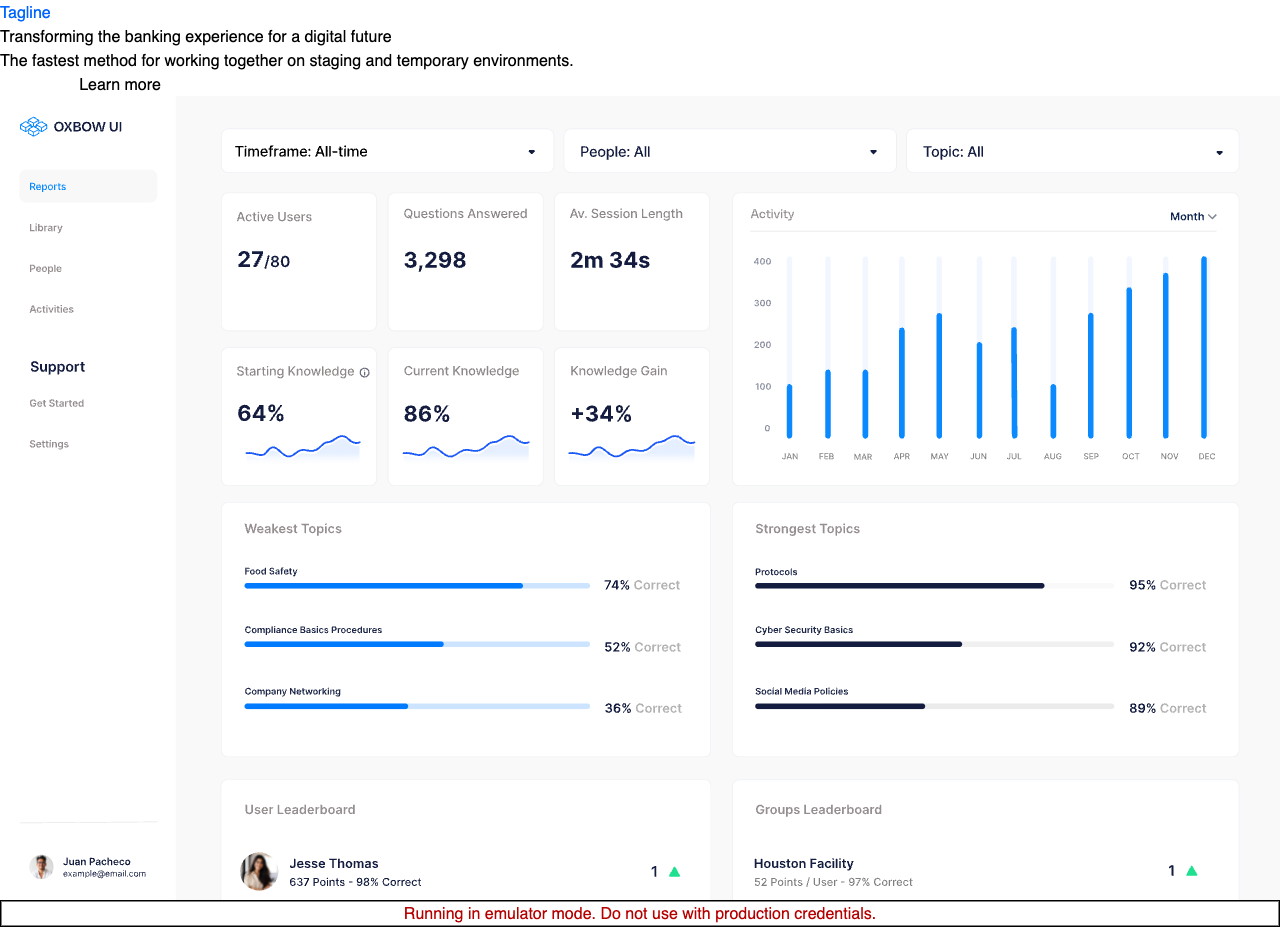 Tagline
Transforming the banking experience for a digital future
The fastest method for working together on staging and temporary environments.
Learn more
OXBOW UI
Reports
Library
People
Activities
Support
Get Started
Settings
Juan Pacheco
example@email.com
Timeframe: All-time
People: All
Topic: All
Active Users
27/80
Questions Answered
3,298
Av. Session Length
2m 34s
Starting Knowledge
64%
Current Knowledge
86%
Knowledge Gain
+34%
Activity
Month
400
300
200
100
0
JAN FEB MAR APR MAY JUN JUL AUG SEP OCT NOV DEC
Weakest Topics
Food Safety
74% Correct
Compliance Basics Procedures
52% Correct
Company Networking
36% Correct
Strongest Topics
Protocols
95% Correct
Cyber Security Basics
92% Correct
Social Media Policies
89% Correct
User Leaderboard
Jesse Thomas
637 Points - 98% Correct
1
Groups Leaderboard
Houston Facility
52 Points / User - 97% Correct
1
Running in emulator mode. Do not use with production credentials.